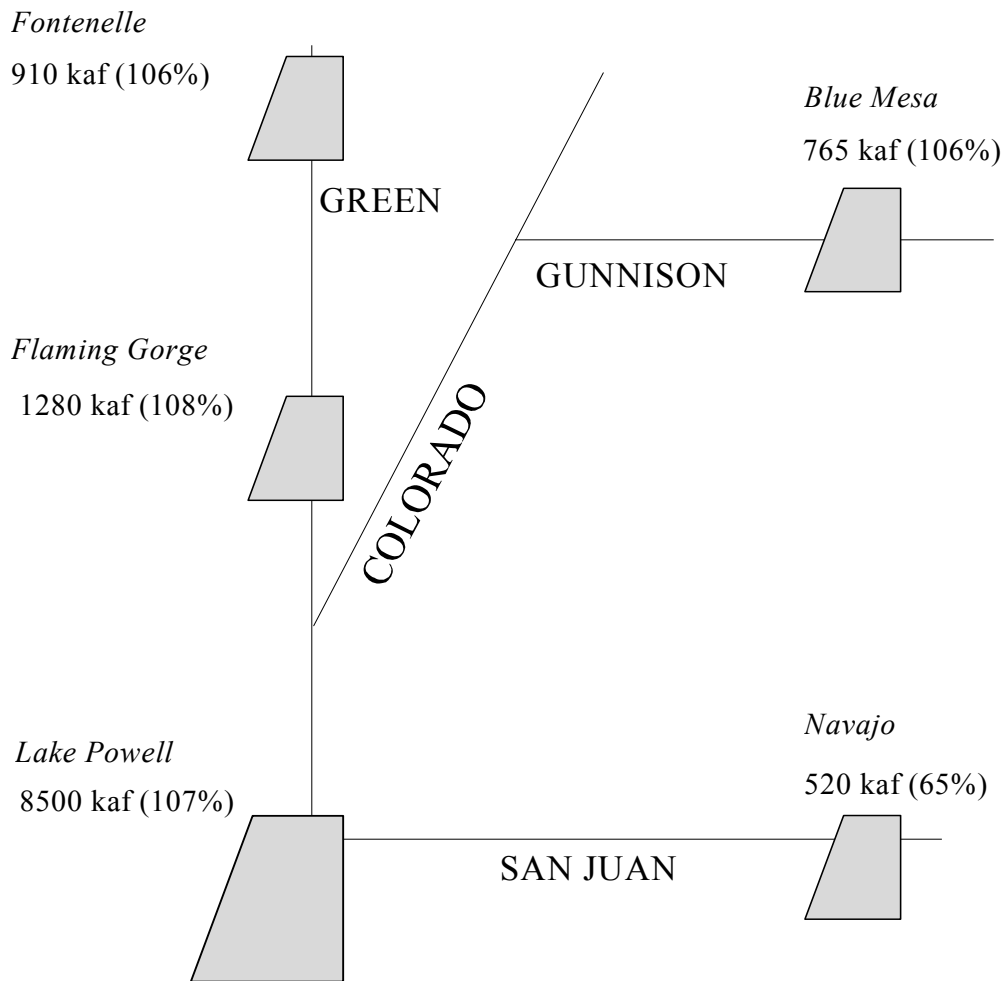 Fontenelle
910 kaf (106%)
GREEN
Blue Mesa
765 kaf (106%)
GUNNISON
Flaming Gorge
1280 kaf (108%)
COLORADO
Lake Powell
8500 kaf (107%)
Navajo
520 kaf (65%)
SAN JUAN